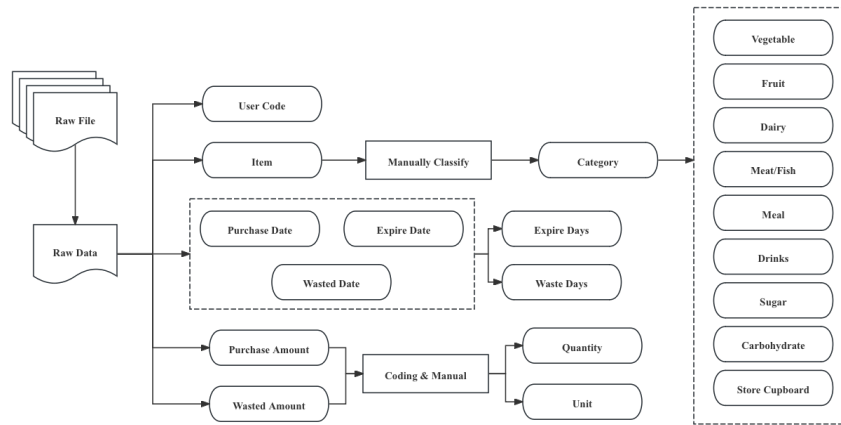 Raw File
Raw Data
User Code
Item
Manually Classify
Category
Purchase Date
Expire Date
Wasted Date
Expire Days
Waste Days
Purchase Amount
Wasted Amount
Coding & Manual
Quantity
Unit
Vegetable
Fruit
Dairy
Meat/Fish
Meal
Drinks
Sugar
Carbohydrate
Store Cupboard